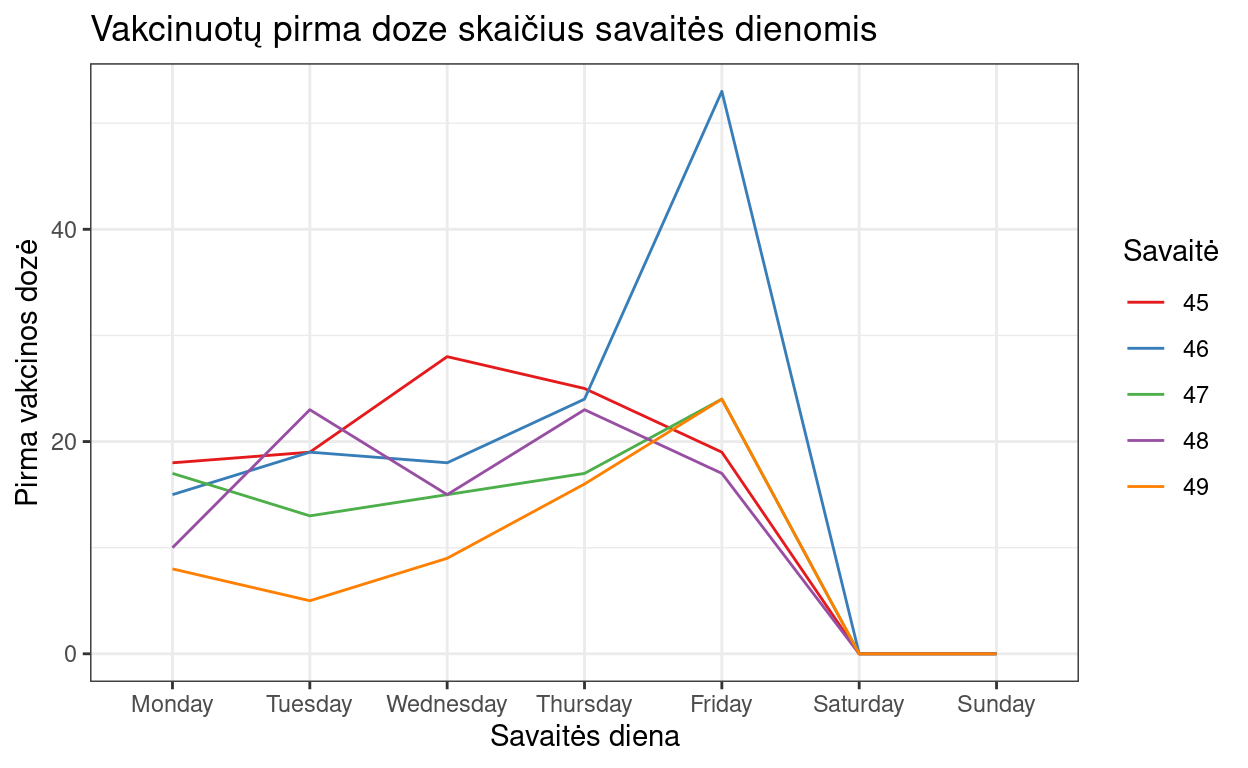 Vakcinuotų pirma doze skaičius savaitės dienomis
Pirma vakcinos dozė
40
20
0
Monday Tuesday Wednesday Thursday Friday Saturday Sunday
Savaitės diena
Savaitė
45
46
47
48
49